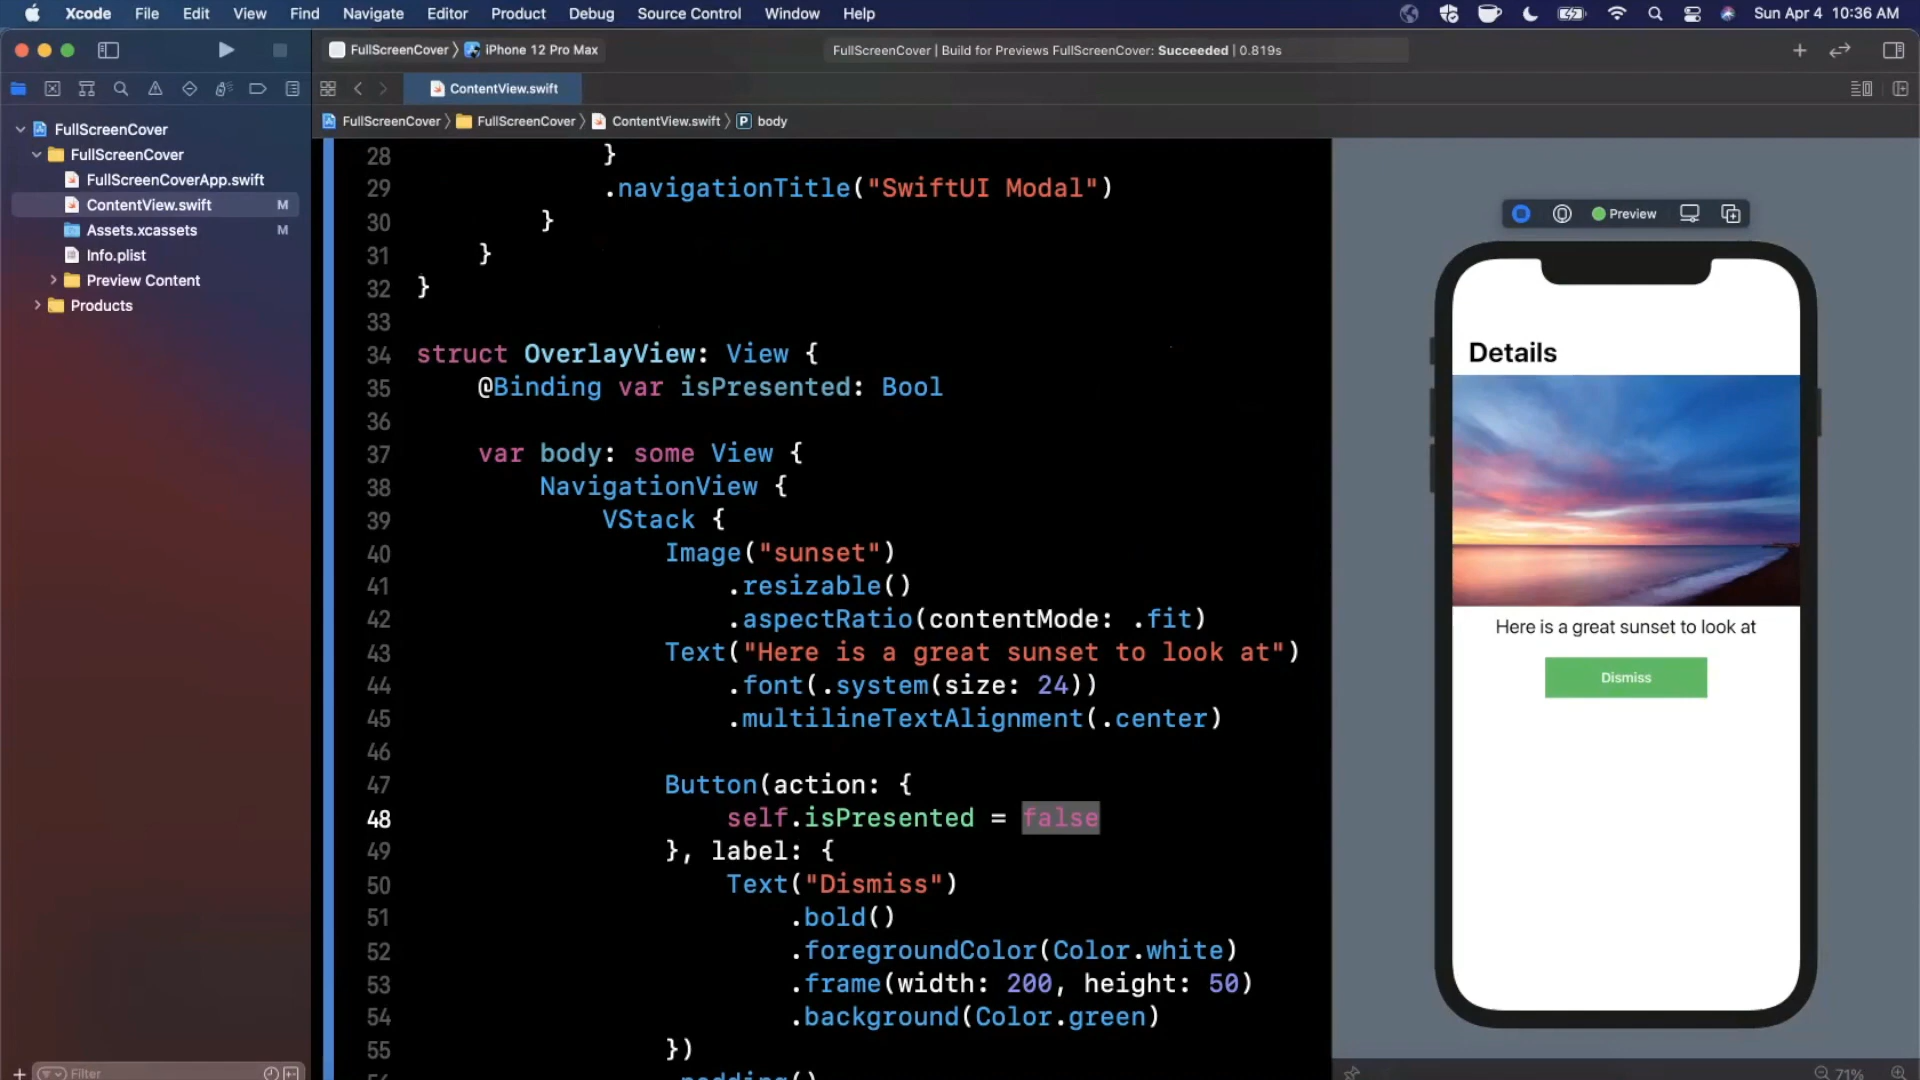 Xcode File Edit View Find Navigate Editor Product Debug Source Control Window Help Sun Apr 4 10:36 AM
FullScreenCover iPhone 12 Pro Max FullScreenCover | Build for Previews FullScreenCover: Succeeded | 0.819s
ContentView.swift
FullScreenCover FullScreenCover ContentView.swift P body
FullScreenCover
FullScreenCover
FullScreenCoverApp.swift
ContentView.swift M
Assets.xcassets M
Info.plist
Preview Content
Products
Filter
28 }
29 .navigationTitle("SwiftUI Modal")
30 }
31 }
32 }
33
34 struct OverlayView: View {
35 @Binding var isPresented: Bool
36
37 var body: some View {
38 NavigationView {
39 VStack {
40 Image("sunset")
41 .resizable()
42 .aspectRatio(contentMode: .fit)
43 Text("Here is a great sunset to look at")
44 .font(.system(size: 24))
45 .multilineTextAlignment(.center)
46
47 Button(action: {
48 self.isPresented = false
49 }, label: {
50 Text("Dismiss")
51 .bold()
52 .foregroundColor(Color.white)
53 .frame(width: 200, height: 50)
54 .background(Color.green)
55 })
56 .padding()
Preview
Details
Here is a great sunset to look at
Dismiss
71%